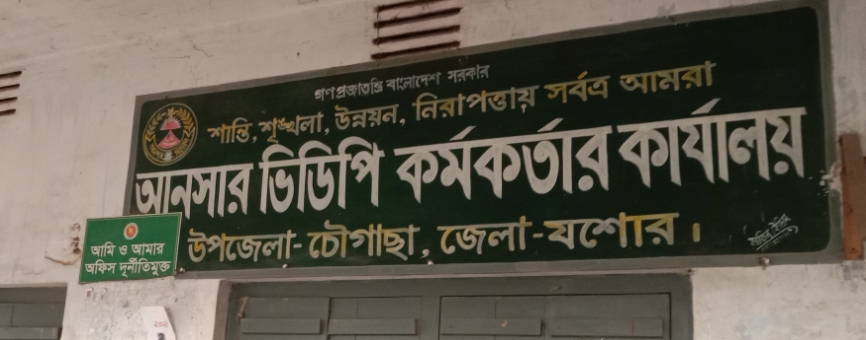 গণপ্রজাতন্ত্রি বাংলাদেশ সরকার
শান্তি, শৃঙ্খলা, উন্নয়ন, নিরাপত্তায় সর্বত্র আমরা
আনসার ভিডিপি কর্মকর্তার কার্যালয়
উপজেলা- চৌগাছা, জেলা-যশোর।
আমি ও আমার
অফিস দূর্নীতিমুক্ত